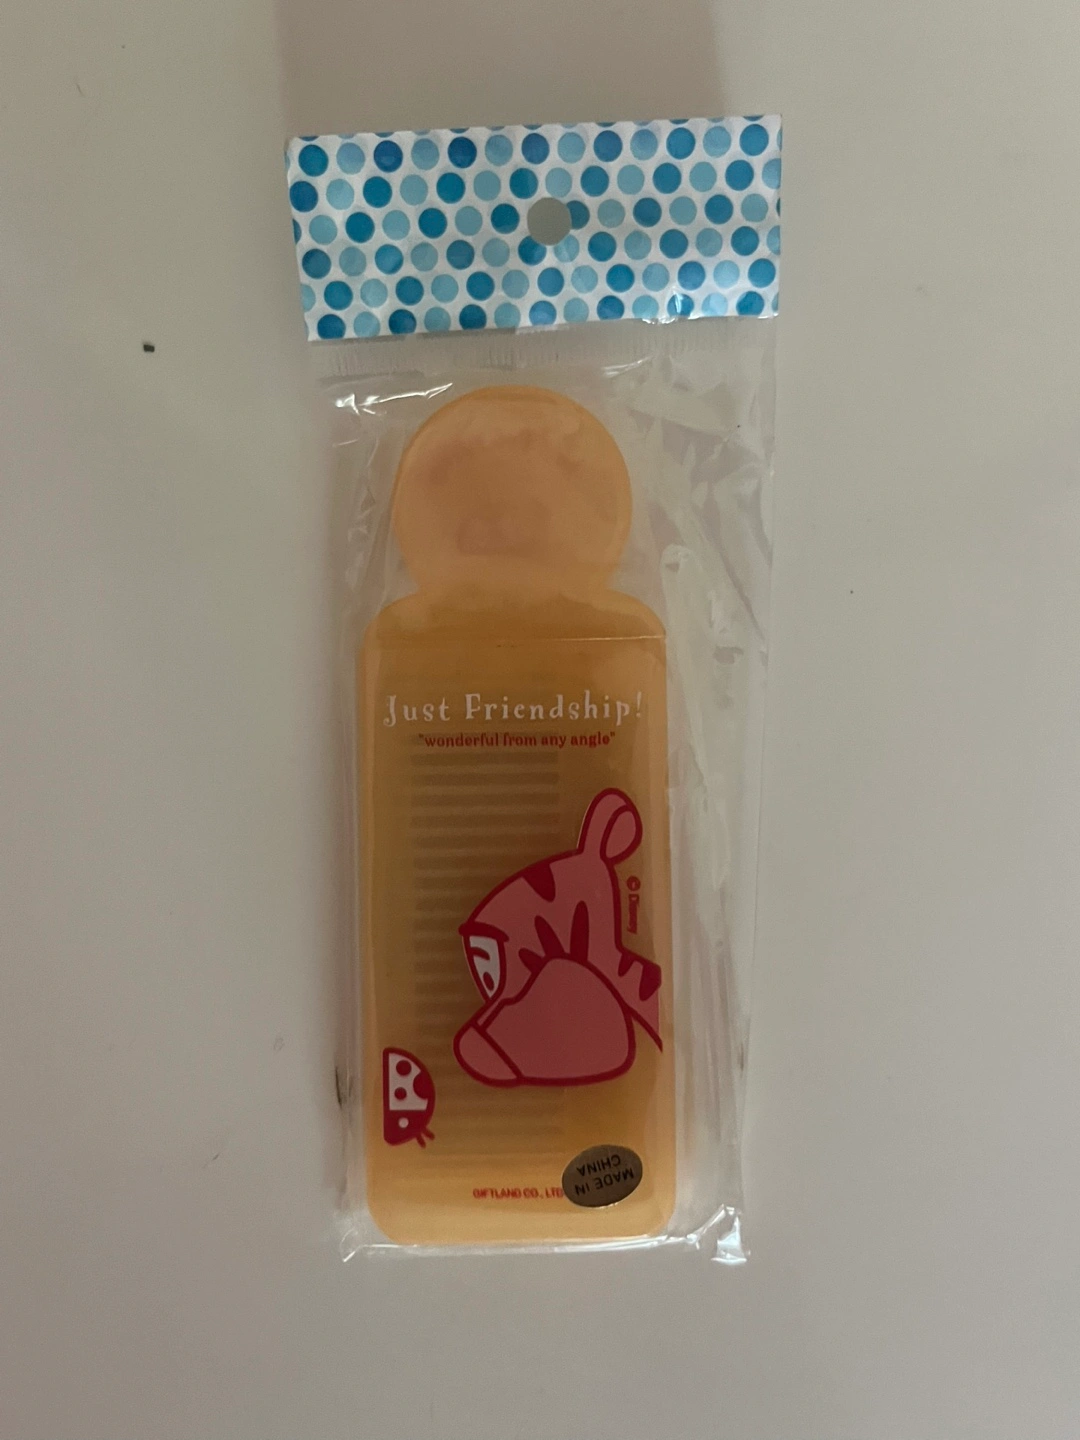 Just Friendship!
"wonderful from any angle"
© Disney
MADE IN
CHINA
GIFTLAND CO., LTD